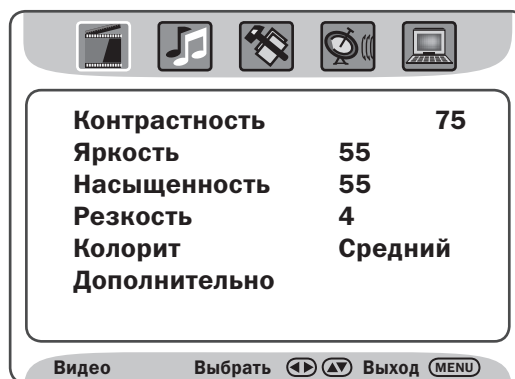 Контрастность 75
Яркость 55
Насыщенность 55
Резкость 4
Колорит Средний
Дополнительно
Видео Выбрать Выход MENU